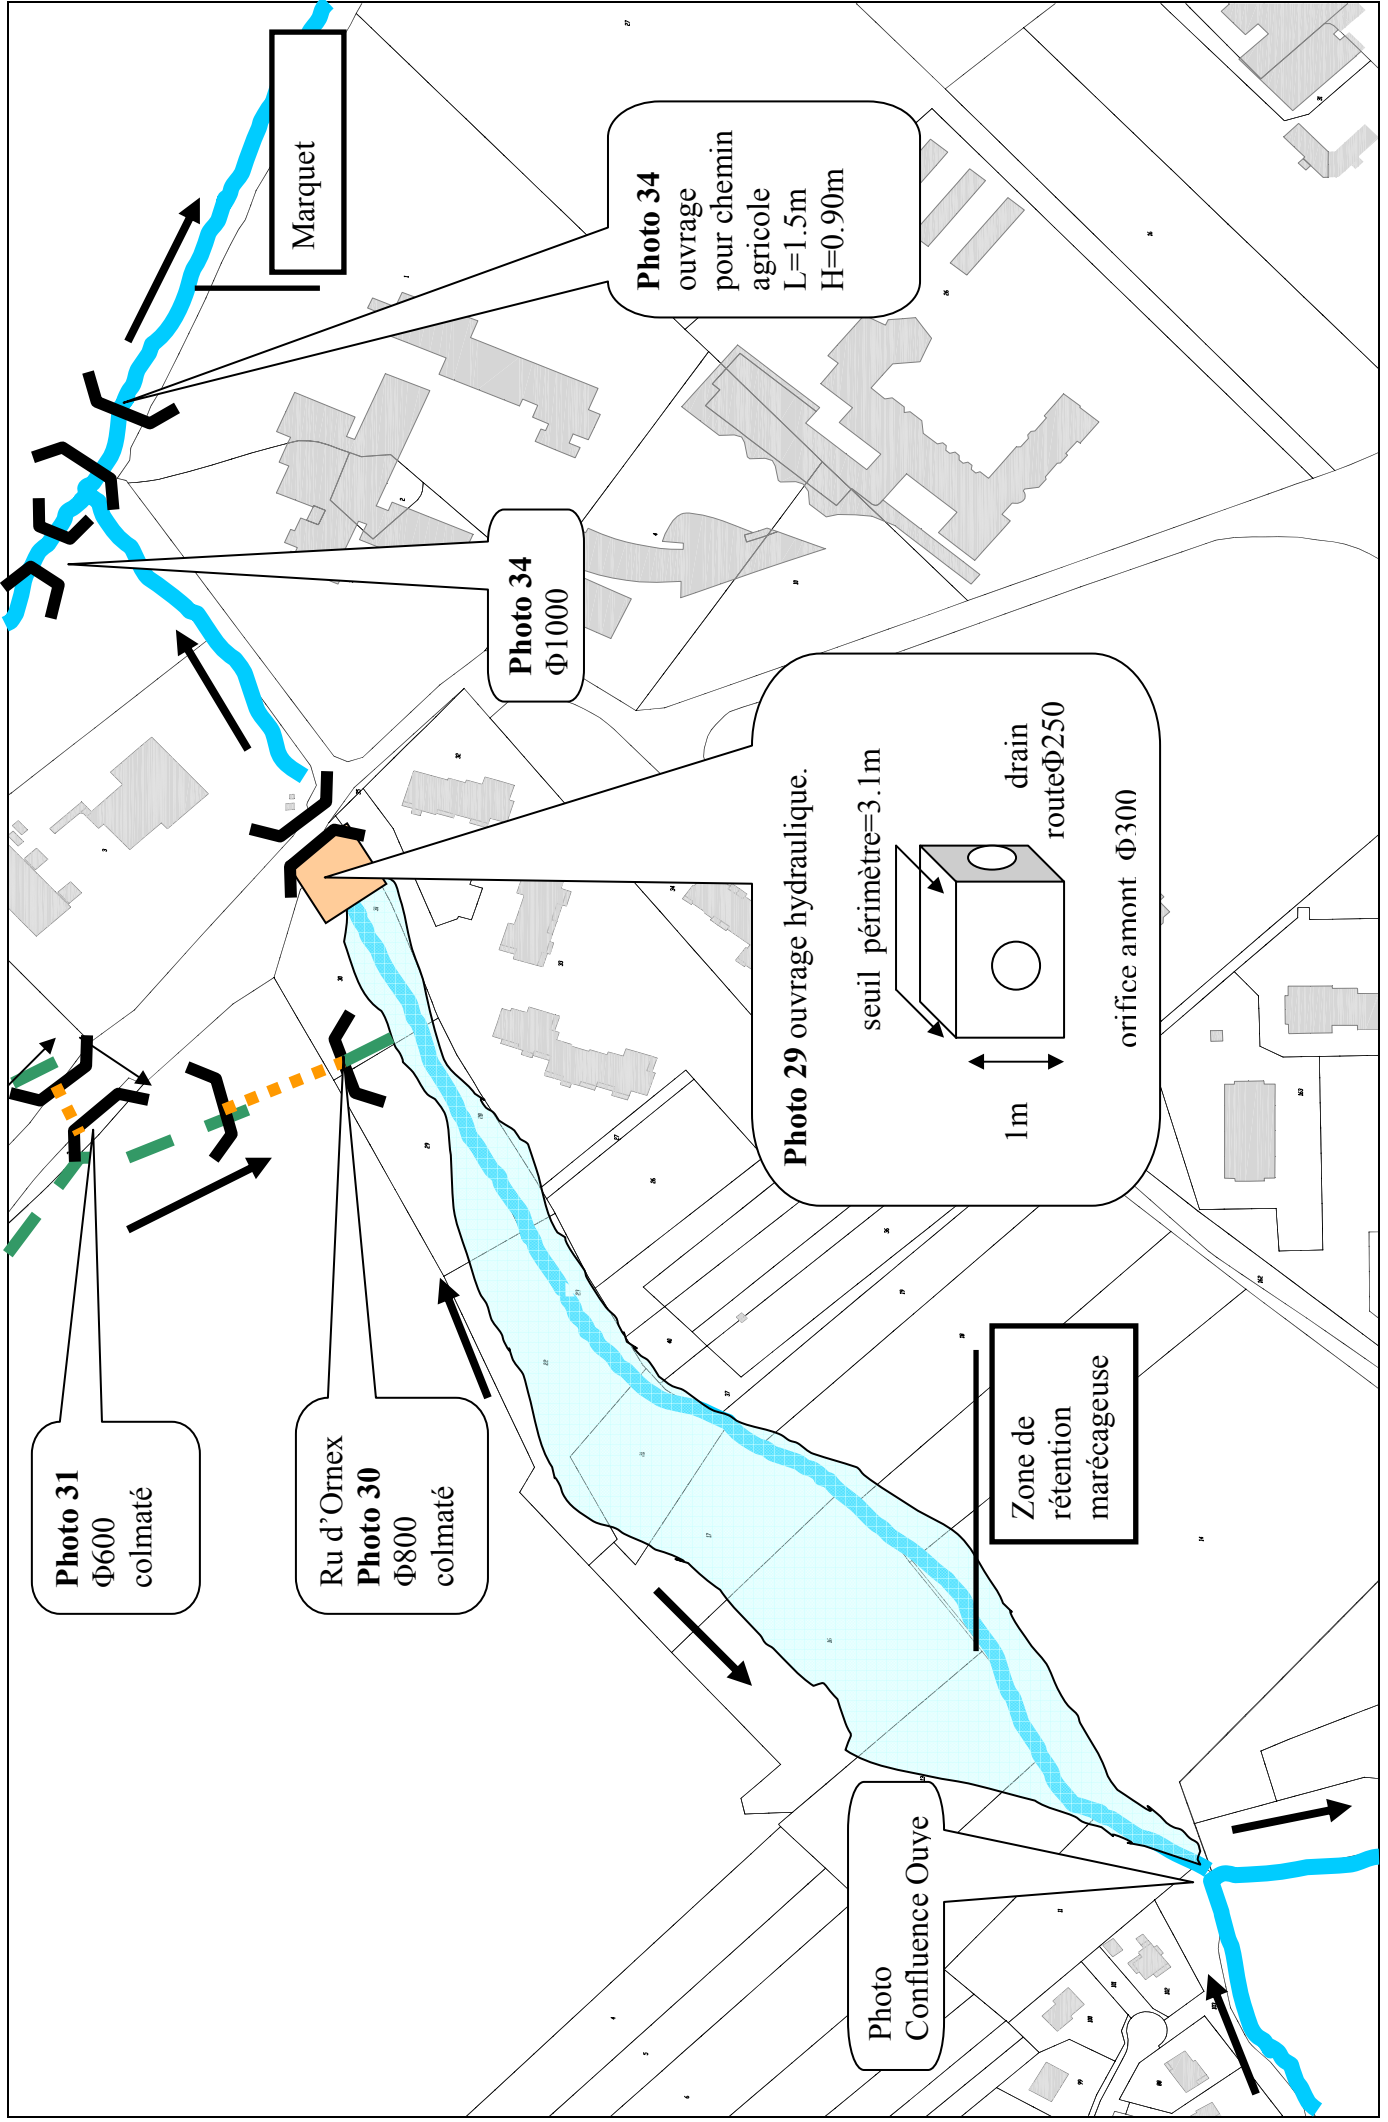 Photo 31
Φ600
colmaté
Ru d'Ornex
Photo 30
Φ800
colmaté
Marquet
Photo 34
Φ1000
Photo 34
ouvrage
pour chemin
agricole
L=1.5m
H=0.90m
Photo 29 ouvrage hydraulique.
seuil périmètre=3.1m
1m
drain
routeΦ250
orifice amont Φ300
Photo
Confluence Ouye
Zone de
rétention
marécageuse